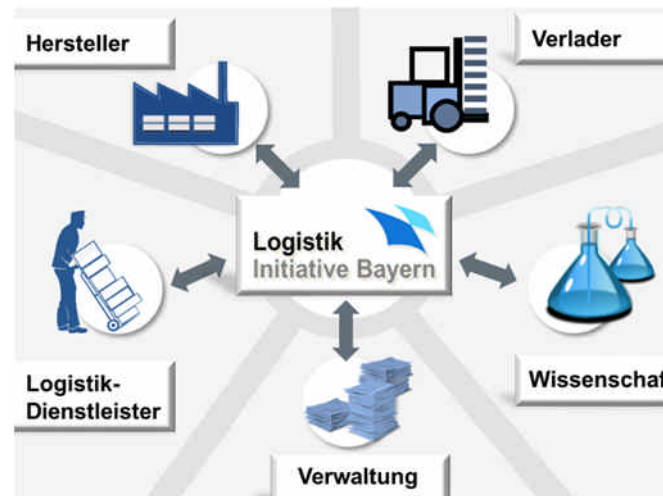 Hersteller
Verlader
Logistik
Initiative Bayern
Logistik-
Dienstleister
Wissenschaf
Verwaltung